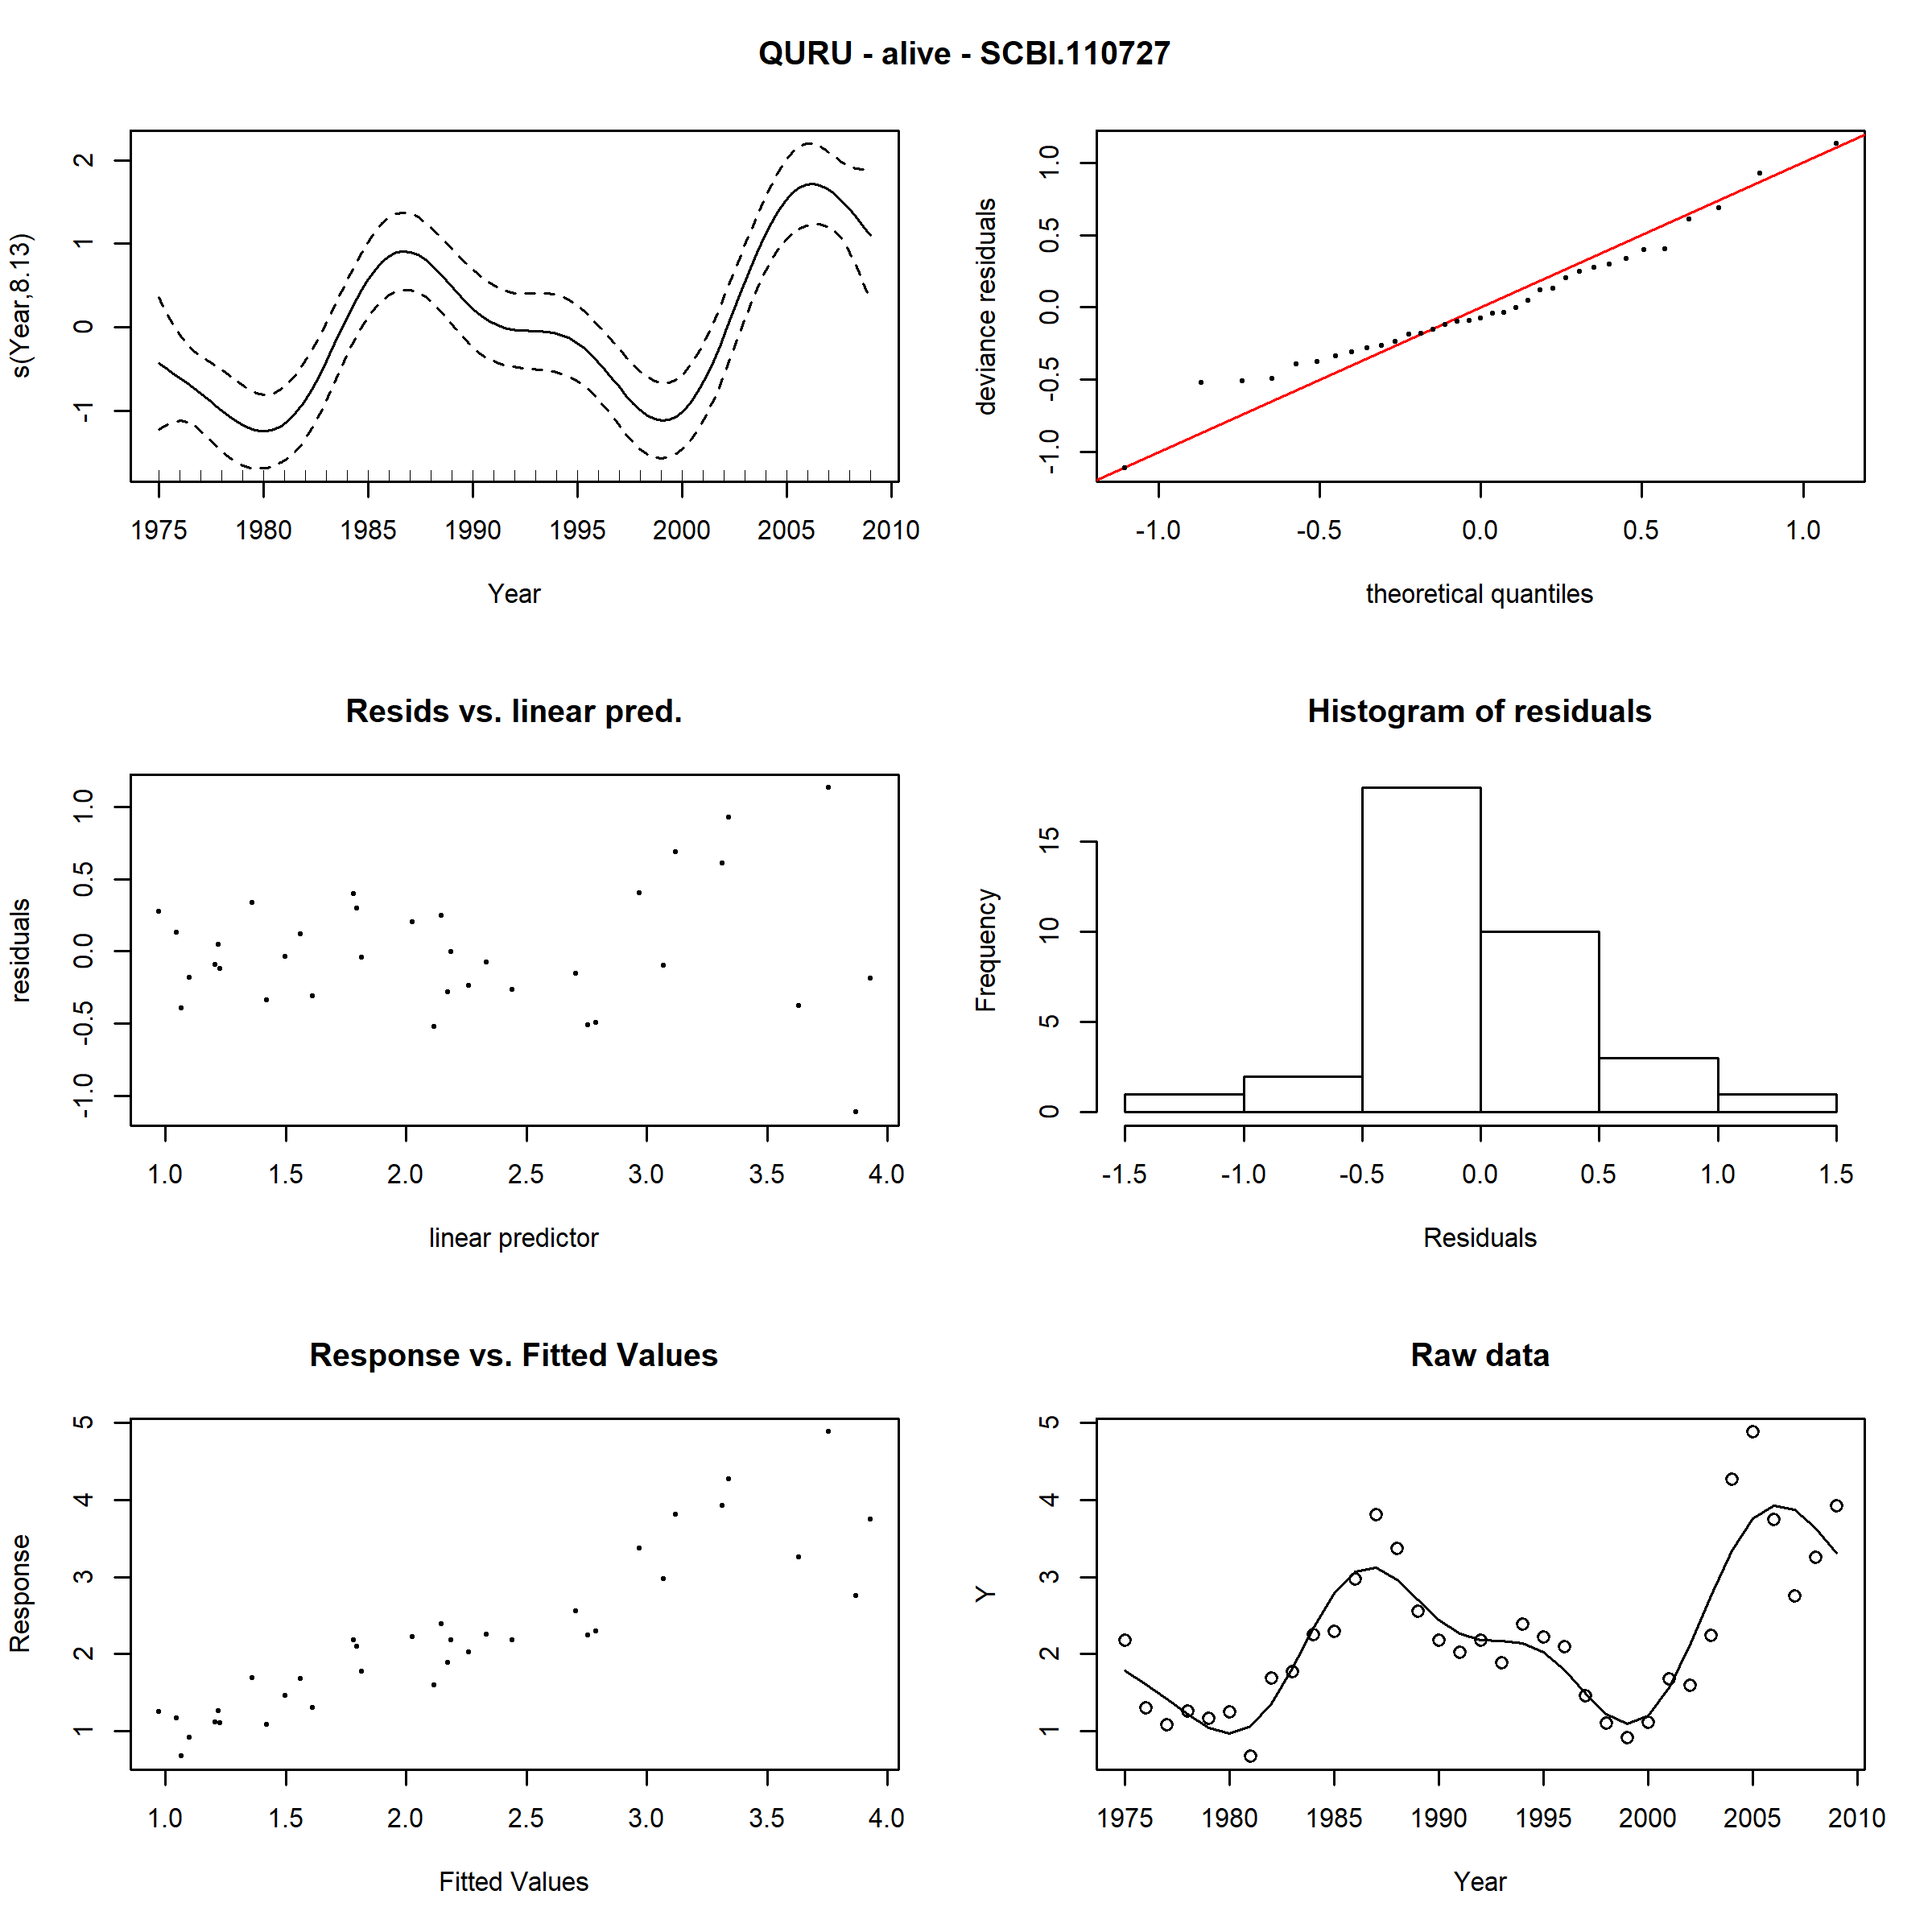 QURU - alive - SCBI.110727
s(Year,8.13)
2
1
0
-1
1975 1980 1985 1990 1995 2000 2005 2010
Year
deviance residuals
1.0
0.5
0.0
-0.5
-1.0
-1.0 -0.5 0.0 0.5 1.0
theoretical quantiles
Resids vs. linear pred.
residuals
1.0
0.5
0.0
-0.5
-1.0
1.0 1.5 2.0 2.5 3.0 3.5 4.0
linear predictor
Histogram of residuals
Frequency
15
10
5
0
-1.5 -1.0 -0.5 0.0 0.5 1.0 1.5
Residuals
Response vs. Fitted Values
Response
5
4
3
2
1
1.0 1.5 2.0 2.5 3.0 3.5 4.0
Fitted Values
Raw data
Y
5
4
3
2
1
1975 1980 1985 1990 1995 2000 2005 2010
Year